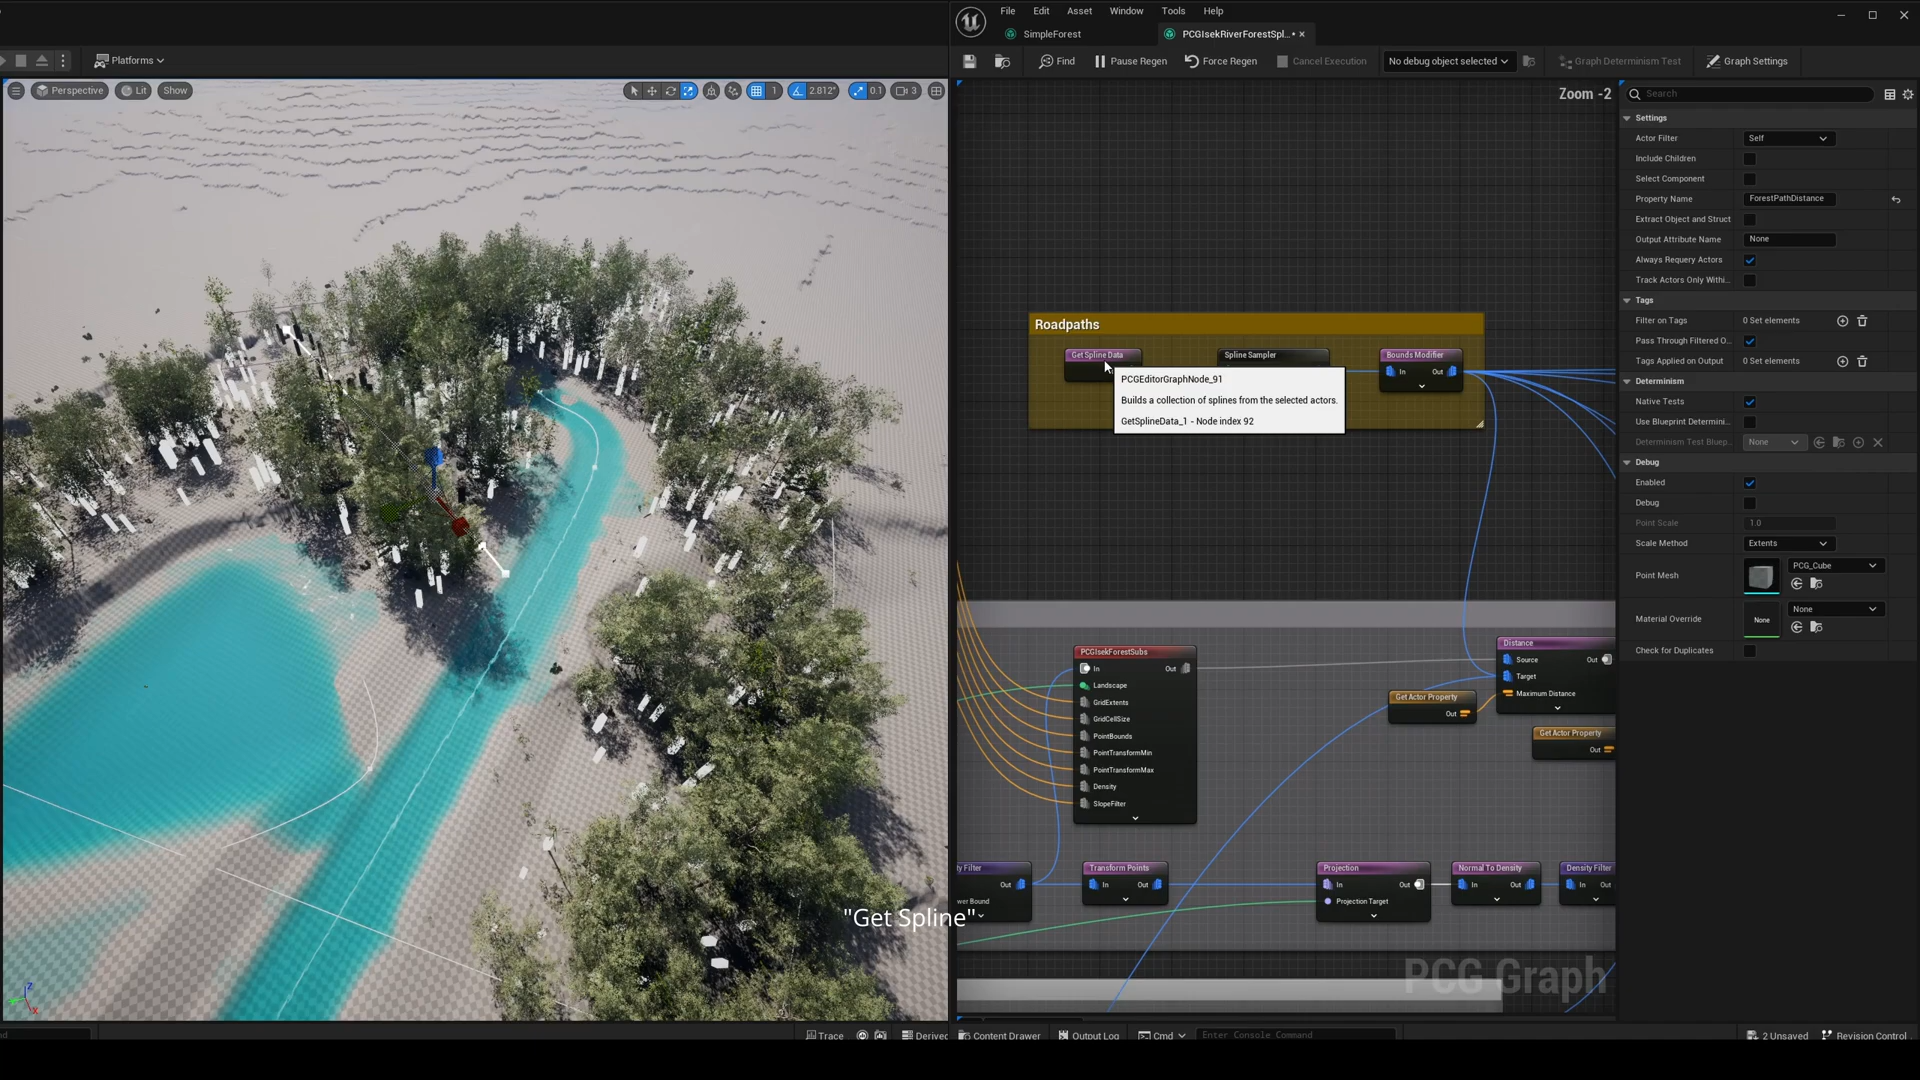 File Edit Asset Window Tools Help
SimpleForest
PCGIsekRiverForestSpl...•
Platforms
Find
Pause Regen
Force Regen
Cancel Execution
No debug object selected
Graph Determinism Test
Graph Settings
Perspective
Lit
Show
1
2.812°
0.1
3
Zoom -2
Search
Settings
Actor Filter
Self
Include Children
Select Component
Property Name
ForestPathDistance
Extract Object and Struct
Output Attribute Name
None
Always Requery Actors
Track Actors Only Withi...
Tags
Filter on Tags
0 Set elements
Pass Through Filtered O...
Tags Applied on Output
0 Set elements
Determinism
Native Tests
Use Blueprint Determini...
Determinism Test Bluep...
None
Debug
Enabled
Debug
Point Scale
1.0
Scale Method
Extents
Point Mesh
PCG_Cube
Material Override
None
None
Check for Duplicates
Roadpaths
Get Spline Data
Spline Sampler
Bounds Modifier
In Out
PCGEditorGraphNode_91
Builds a collection of splines from the selected actors.
GetSplineData_1 - Node index 92
PCGIsekForestSubs
In Out
Landscape
GridExtents
GridCellSize
PointBounds
PointTransformMin
PointTransformMax
Density
SlopeFilter
Distance
Source Out
Target
Maximum Distance
Get Actor Property
Out
Get Actor Property
Out
ty Filter
Out
wer Bound
Transform Points
In Out
Projection
In Out
Projection Target
Normal To Density
In Out
Density Filter
In Out
"Get Spline"
PCG Graph
Z
X
Trace
Derived
Content Drawer
Output Log
Cmd
Enter Console Command
2 Unsaved
Revision Control